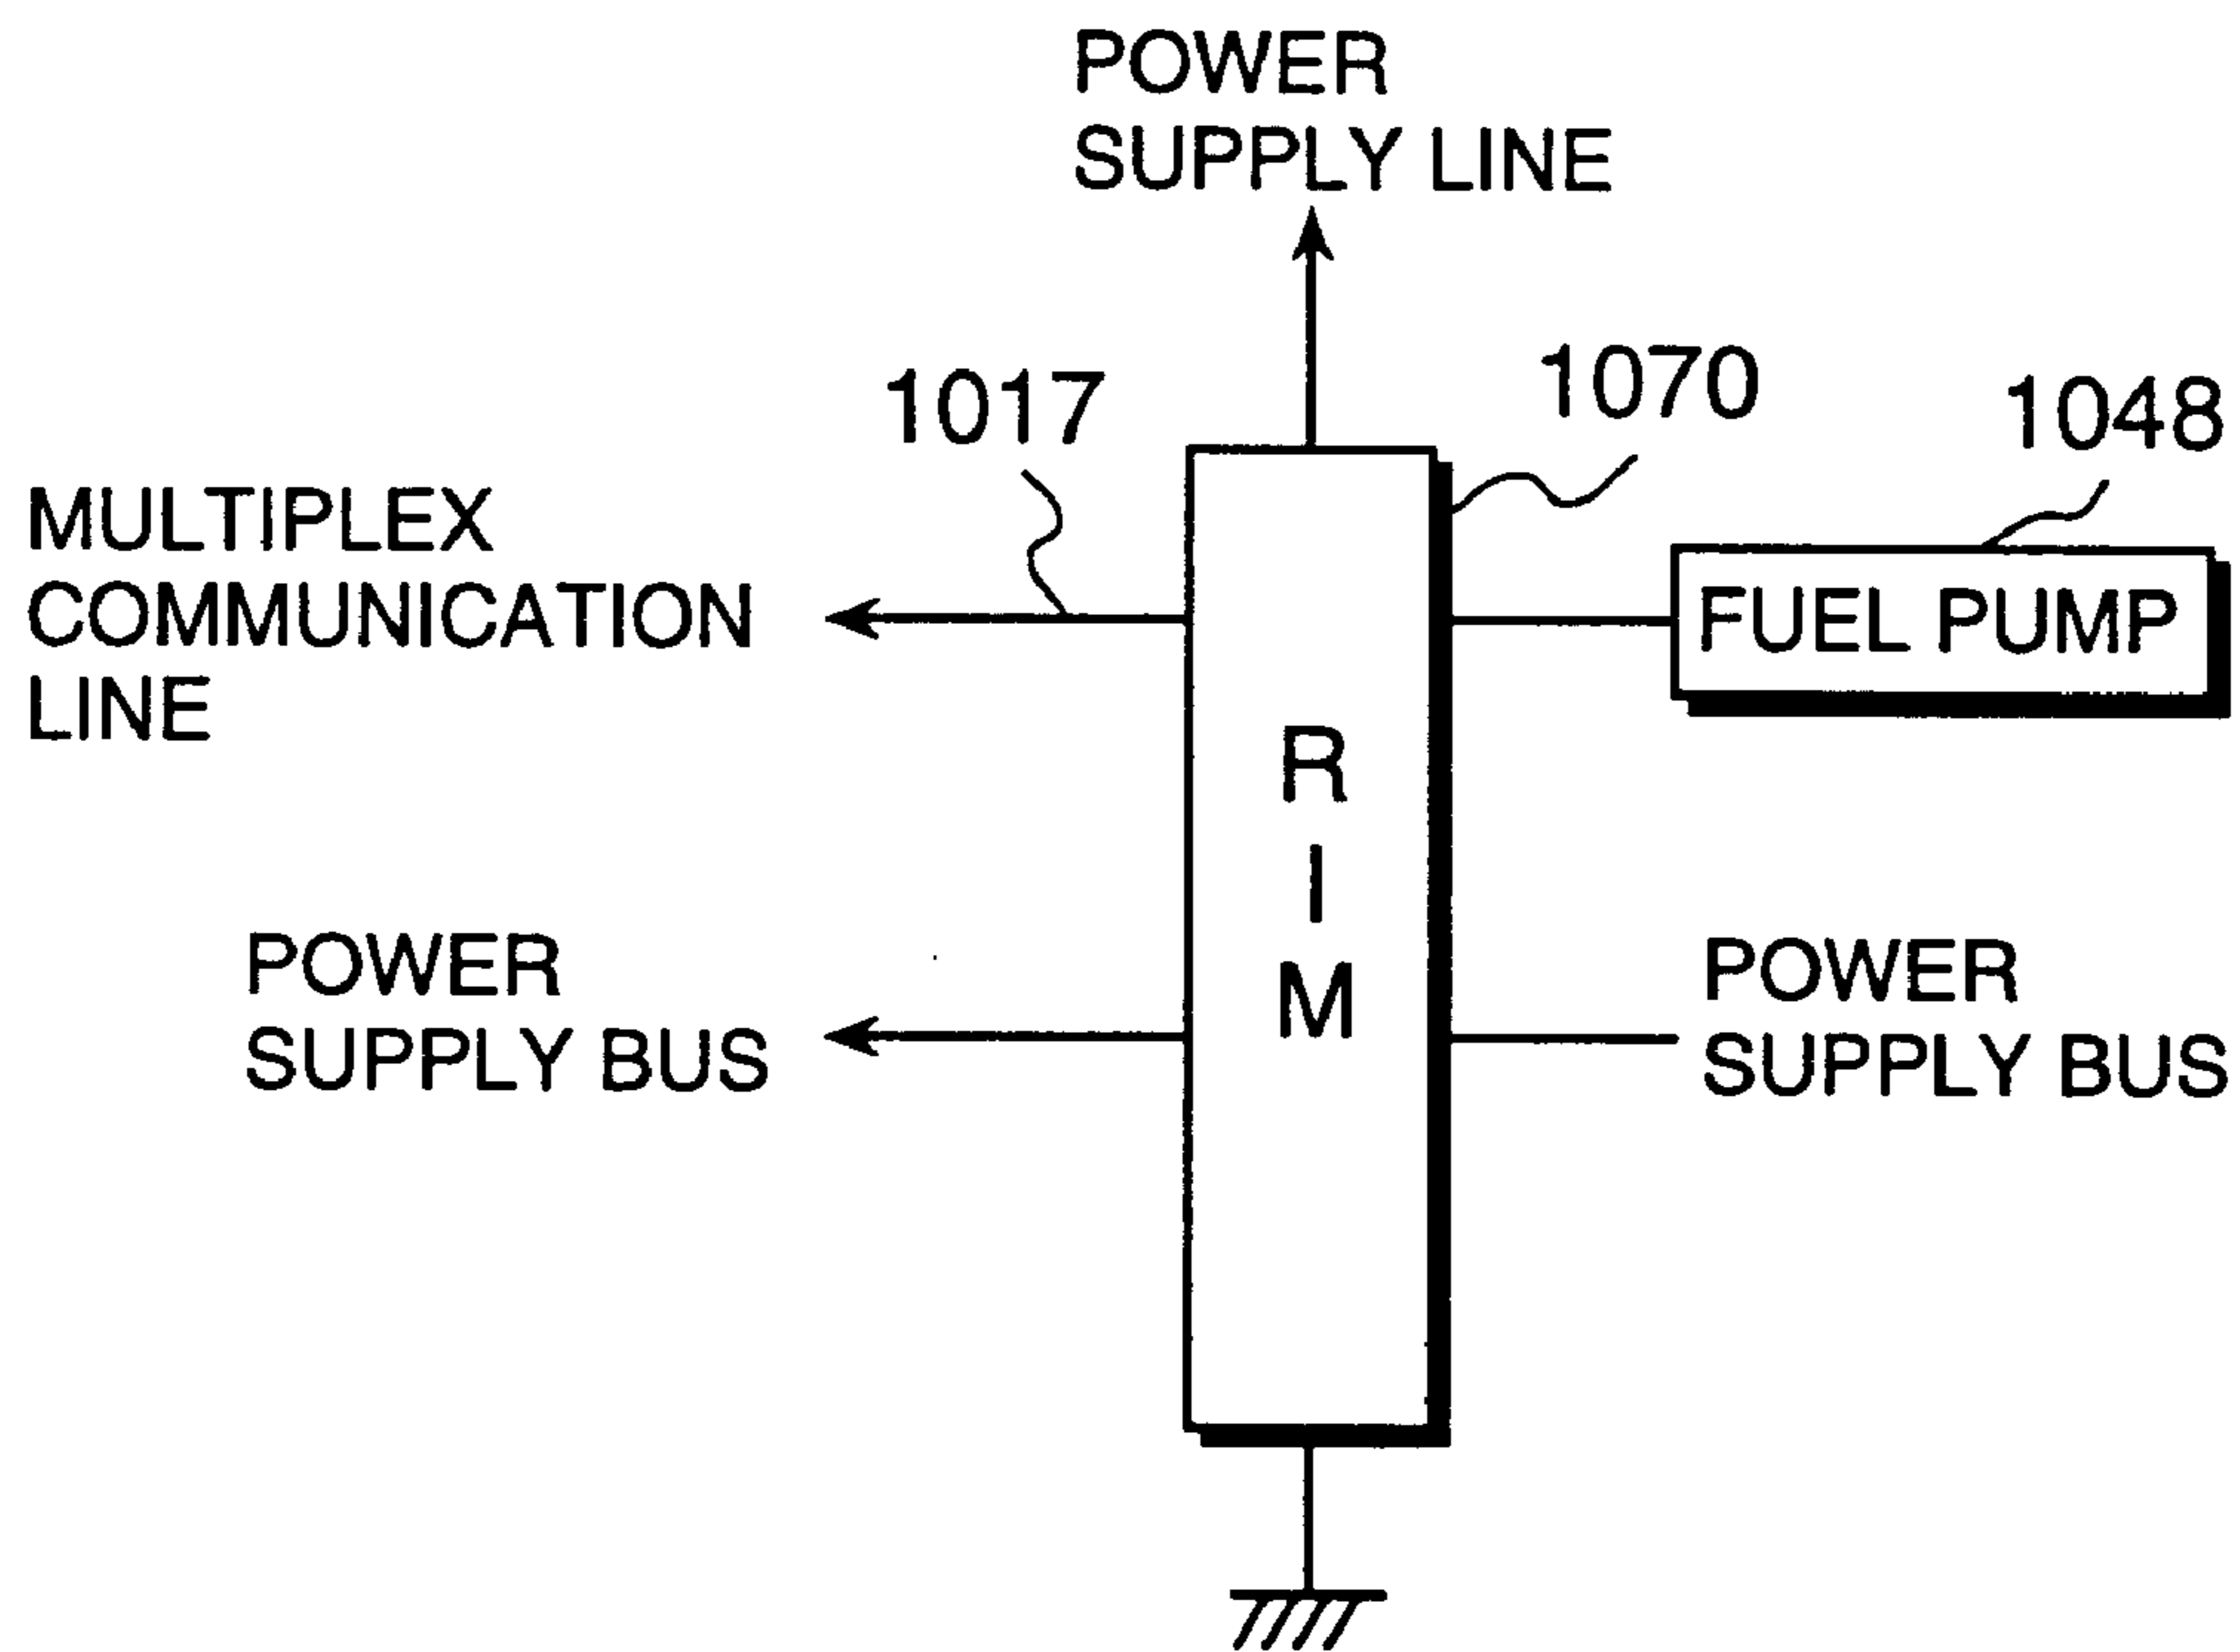 POWER
SUPPLY LINE
1017
1070
1048
MULTIPLEX
COMMUNICATION
LINE
FUEL PUMP
R
I
M
POWER
SUPPLY BUS
POWER
SUPPLY BUS